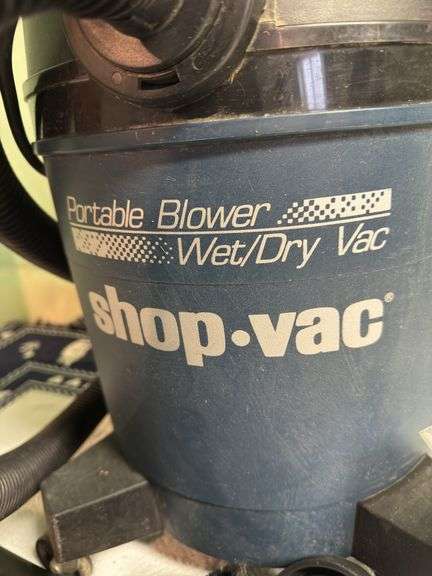 Portable Blower
Wet/Dry Vac
shop·vac®